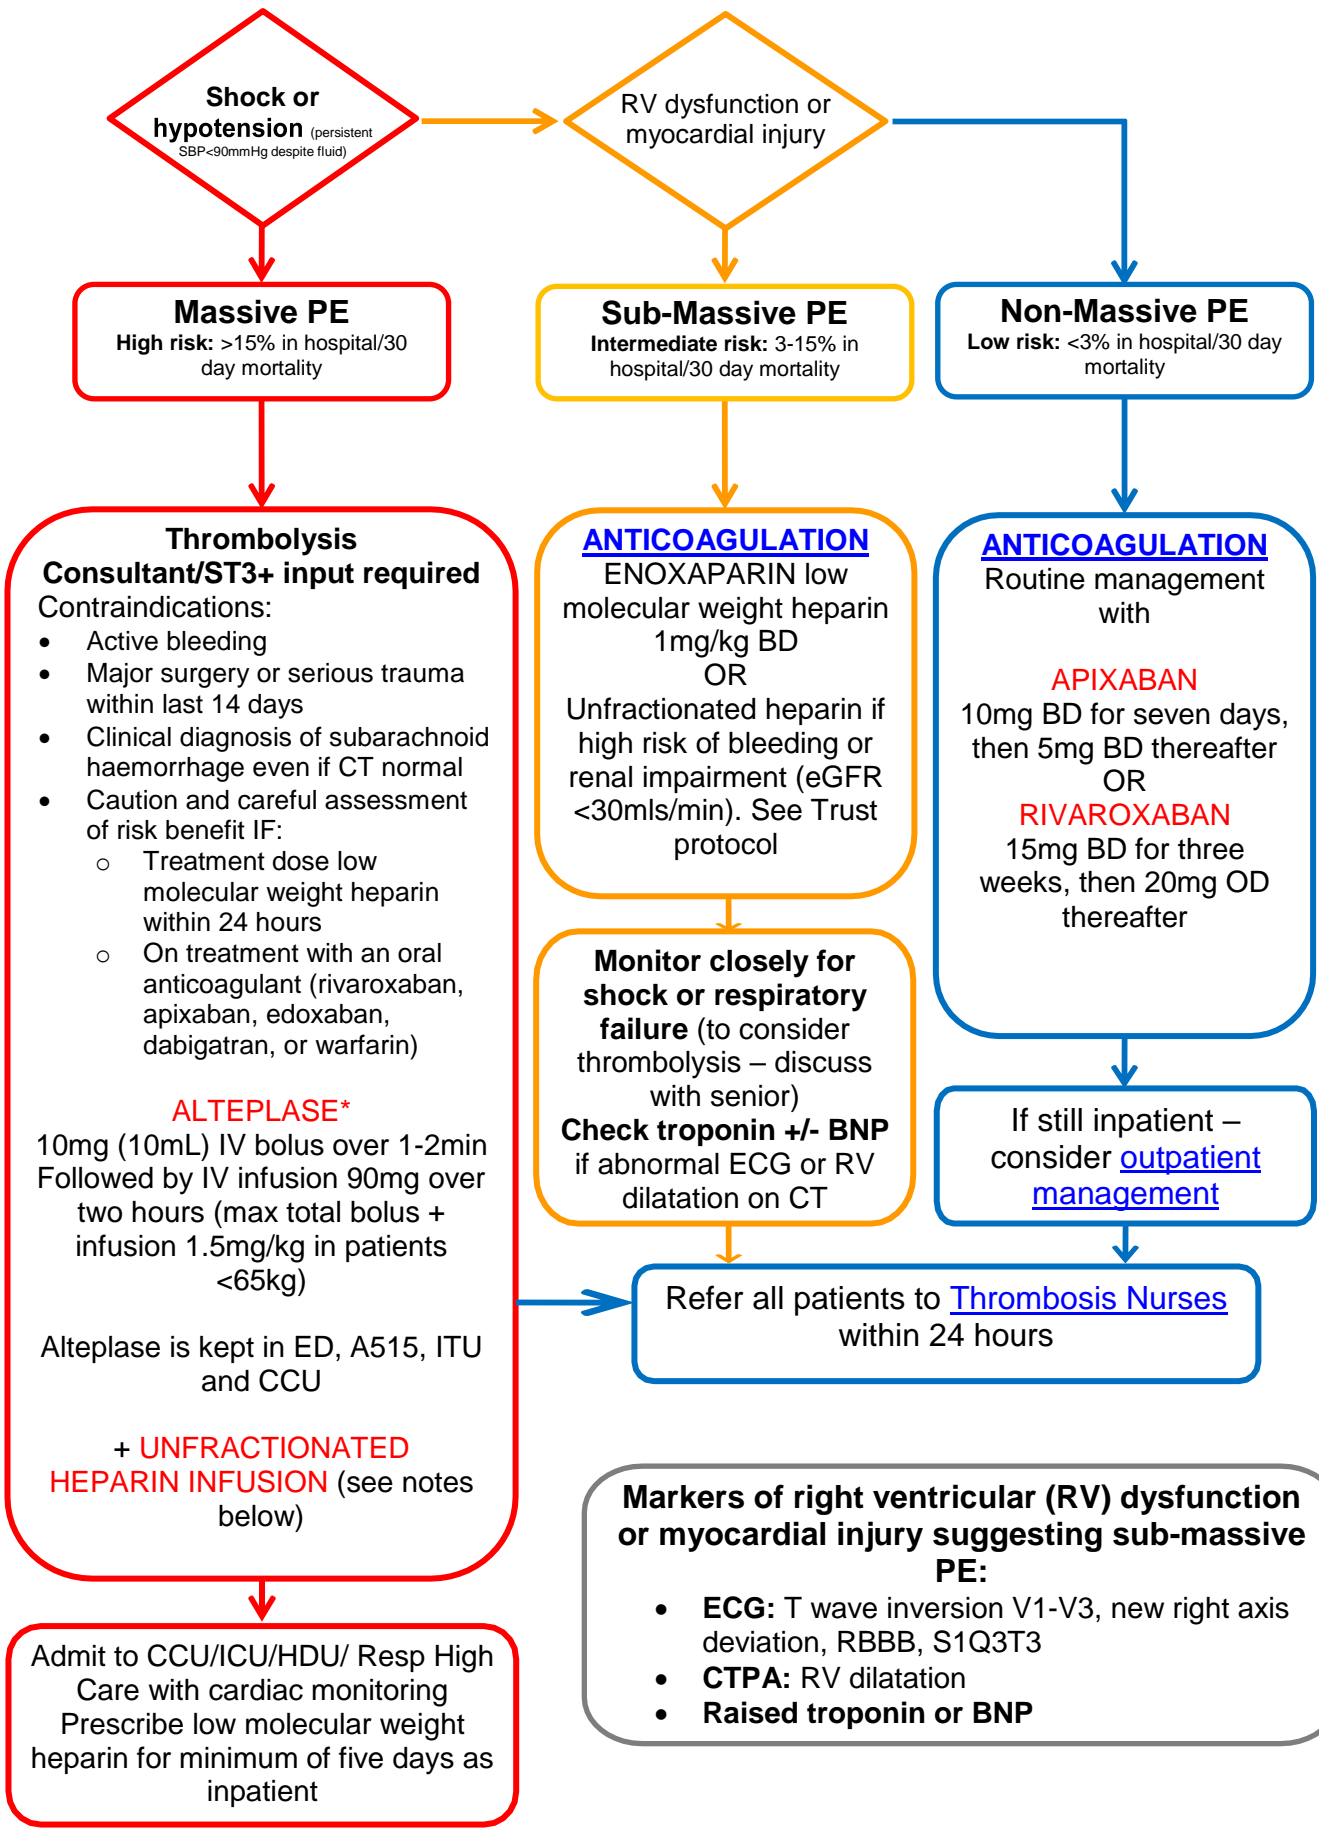 Shock or
hypotension (persistent
SBP<90mmHg despite fluid)
RV dysfunction or
myocardial injury
Massive PE
High risk: >15% in hospital/30
day mortality
Sub-Massive PE
Intermediate risk: 3-15% in
hospital/30 day mortality
Non-Massive PE
Low risk: <3% in hospital/30 day
mortality
Thrombolysis
Consultant/ST3+ input required
Contraindications:
• Active bleeding
• Major surgery or serious trauma
within last 14 days
• Clinical diagnosis of subarachnoid
haemorrhage even if CT normal
• Caution and careful assessment
of risk benefit IF:
o Treatment dose low
molecular weight heparin
within 24 hours
o On treatment with an oral
anticoagulant (rivaroxaban,
apixaban, edoxaban,
dabigatran, or warfarin)
ALTEPLASE*
10mg (10mL) IV bolus over 1-2min
Followed by IV infusion 90mg over
two hours (max total bolus +
infusion 1.5mg/kg in patients
<65kg)
Alteplase is kept in ED, A515, ITU
and CCU
+ UNFRACTIONATED
HEPARIN INFUSION (see notes
below)
Admit to CCU/ICU/HDU/ Resp High
Care with cardiac monitoring
Prescribe low molecular weight
heparin for minimum of five days as
inpatient
ANTICOAGULATION
ENOXAPARIN low
molecular weight heparin
1mg/kg BD
OR
Unfractionated heparin if
high risk of bleeding or
renal impairment (eGFR
<30mls/min). See Trust
protocol
Monitor closely for
shock or respiratory
failure (to consider
thrombolysis – discuss
with senior)
Check troponin +/- BNP
if abnormal ECG or RV
dilatation on CT
ANTICOAGULATION
Routine management
with
APIXABAN
10mg BD for seven days,
then 5mg BD thereafter
OR
RIVAROXABAN
15mg BD for three
weeks, then 20mg OD
thereafter
If still inpatient –
consider outpatient
management
Refer all patients to Thrombosis Nurses
within 24 hours
Markers of right ventricular (RV) dysfunction
or myocardial injury suggesting sub-massive
PE:
• ECG: T wave inversion V1-V3, new right axis
deviation, RBBB, S1Q3T3
• CTPA: RV dilatation
• Raised troponin or BNP